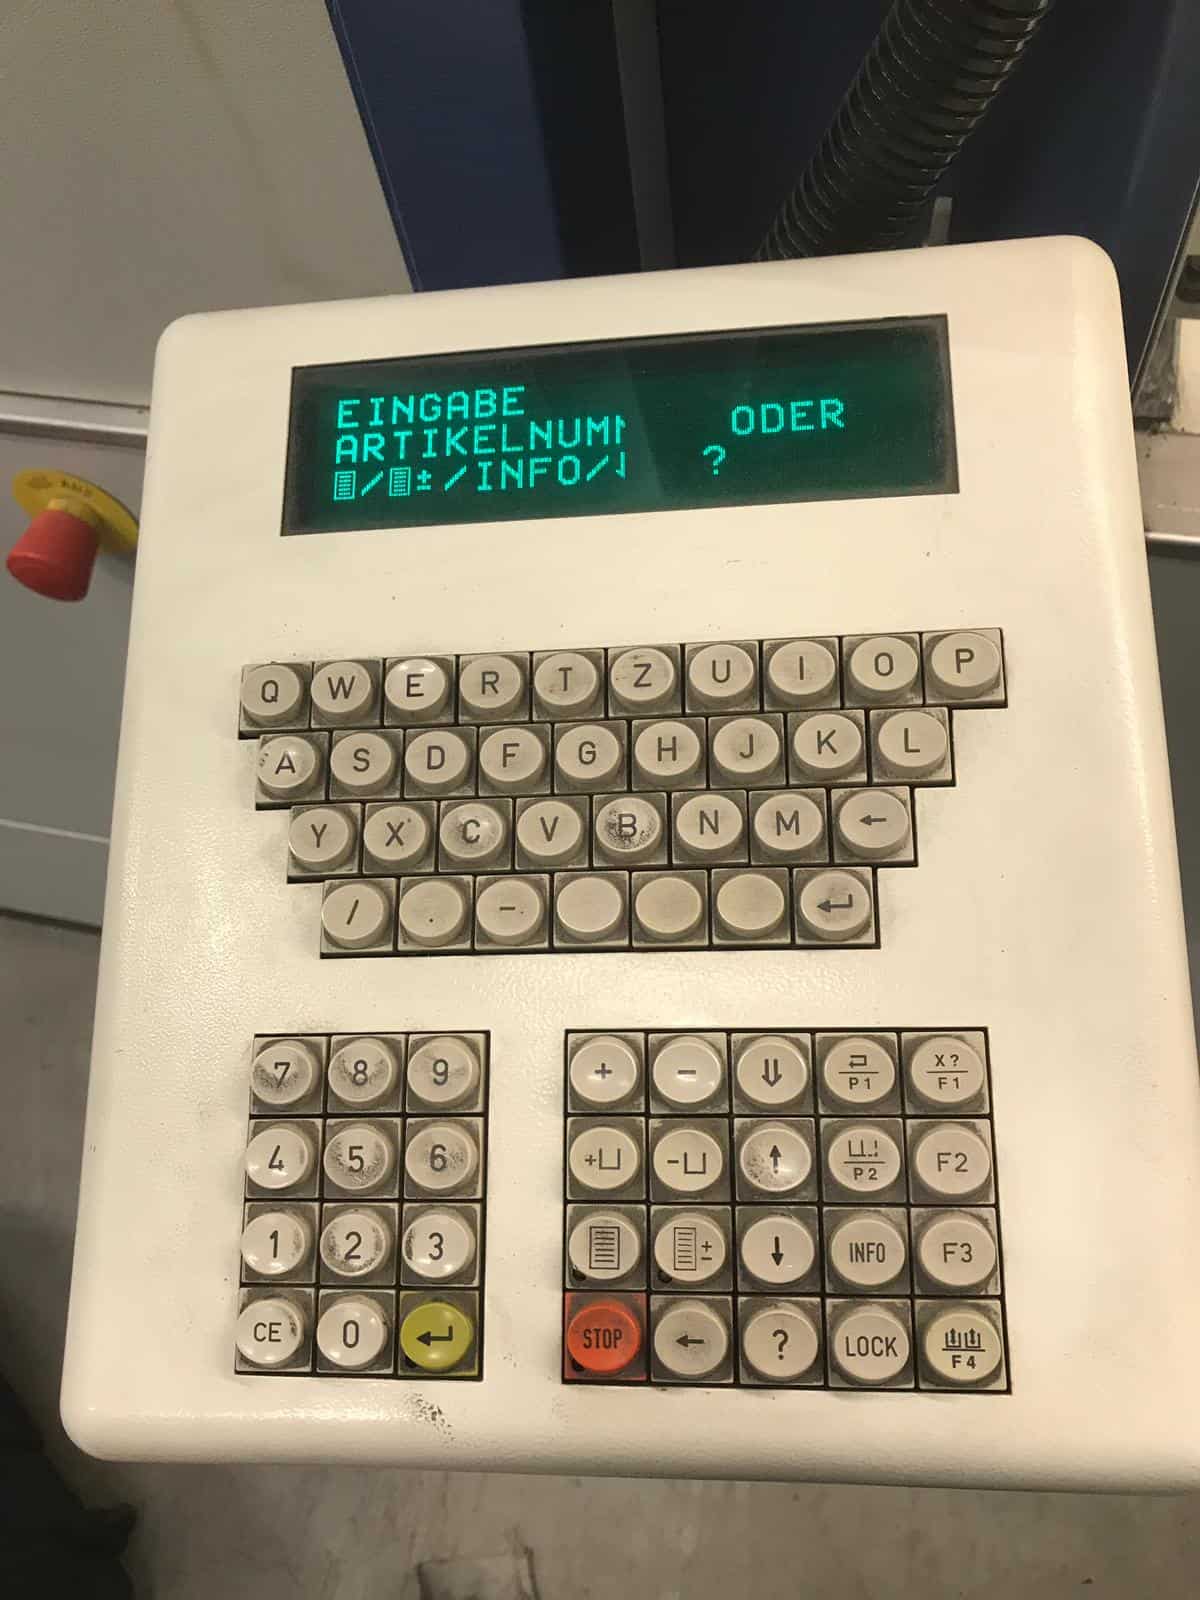 EINGABE
ARTIKELNUM ODER
/ ± / INFO / ?
Q W E R T Z U I O P
A S D F G H J K L
Y X C V B N M ←
/ . - ↵
7 8 9
4 5 6
1 2 3
CE 0 ↵
+ - ⇓ P1 X? F1
+⊔ -⊔ ↑ P2 F2
± ↓ INFO F3
STOP ← ? LOCK F4